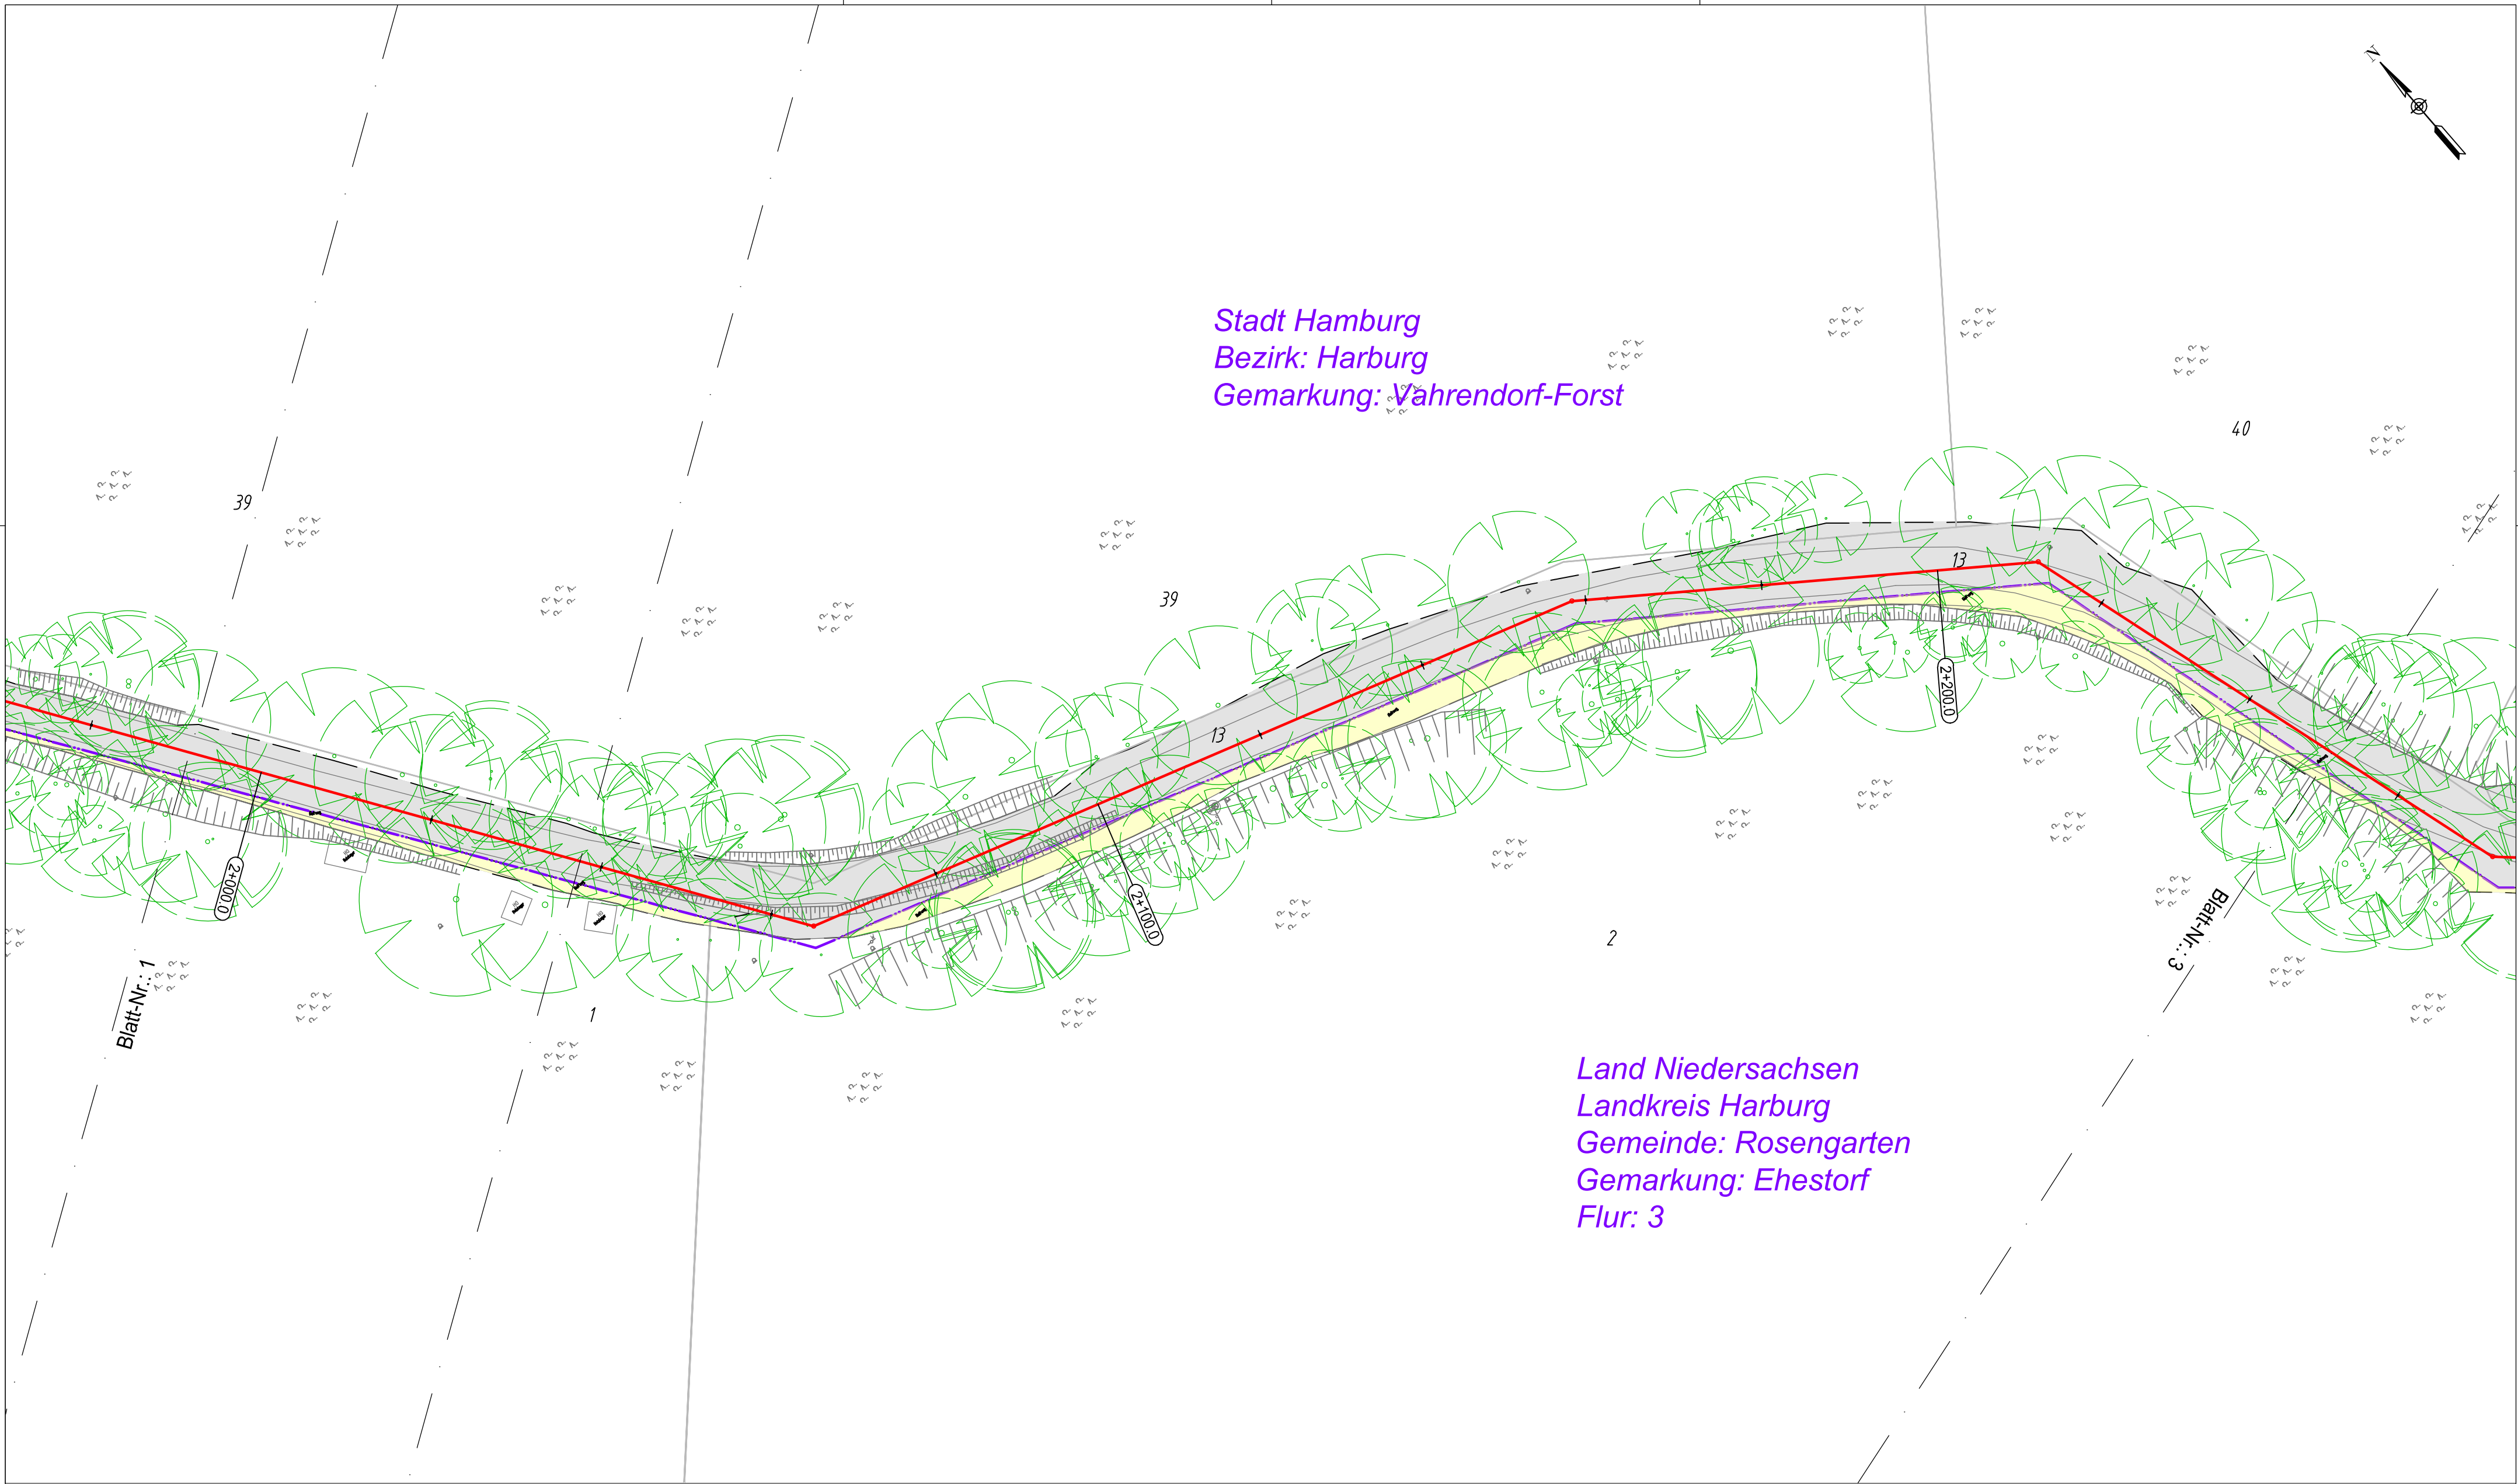 N
Stadt Hamburg
Bezirk: Harburg
Gemarkung: Vahrendorf-Forst
40
39
39
13
13
2+000.0
2+100.0
2+200.0
2
1
Blatt-Nr.: 1
Blatt-Nr.: 3
Land Niedersachsen
Landkreis Harburg
Gemeinde: Rosengarten
Gemarkung: Ehestorf
Flur: 3